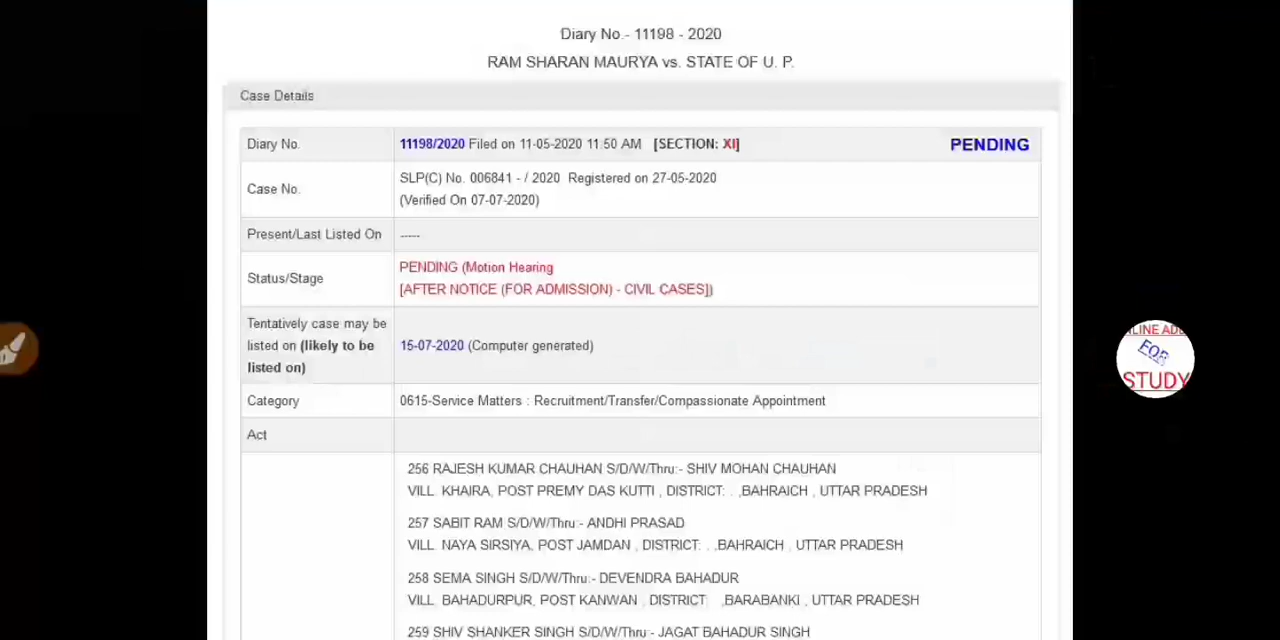 Diary No.- 11198 - 2020
RAM SHARAN MAURYA vs. STATE OF U. P.
Case Details
Diary No. 11198/2020 Filed on 11-05-2020 11:50 AM [SECTION: XI] PENDING
Case No. SLP(C) No. 006841 - / 2020 Registered on 27-05-2020
(Verified On 07-07-2020)
Present/Last Listed On -----
Status/Stage PENDING (Motion Hearing
[AFTER NOTICE (FOR ADMISSION) - CIVIL CASES])
Tentatively case may be
listed on (likely to be
listed on) 15-07-2020 (Computer generated)
Category 0615-Service Matters : Recruitment/Transfer/Compassionate Appointment
Act
256 RAJESH KUMAR CHAUHAN S/D/W/Thru:- SHIV MOHAN CHAUHAN
VILL. KHAIRA, POST PREMY DAS KUTTI , DISTRICT: . ,BAHRAICH , UTTAR PRADESH
257 SABIT RAM S/D/W/Thru:- ANDHI PRASAD
VILL. NAYA SIRSIYA, POST JAMDAN , DISTRICT: . ,BAHRAICH , UTTAR PRADESH
258 SEMA SINGH S/D/W/Thru:- DEVENDRA BAHADUR
VILL. BAHADURPUR, POST KANWAN , DISTRICT: . ,BARABANKI , UTTAR PRADESH
259 SHIV SHANKER SINGH S/D/W/Thru:- JAGAT BAHADUR SINGH
FOR
STUDY